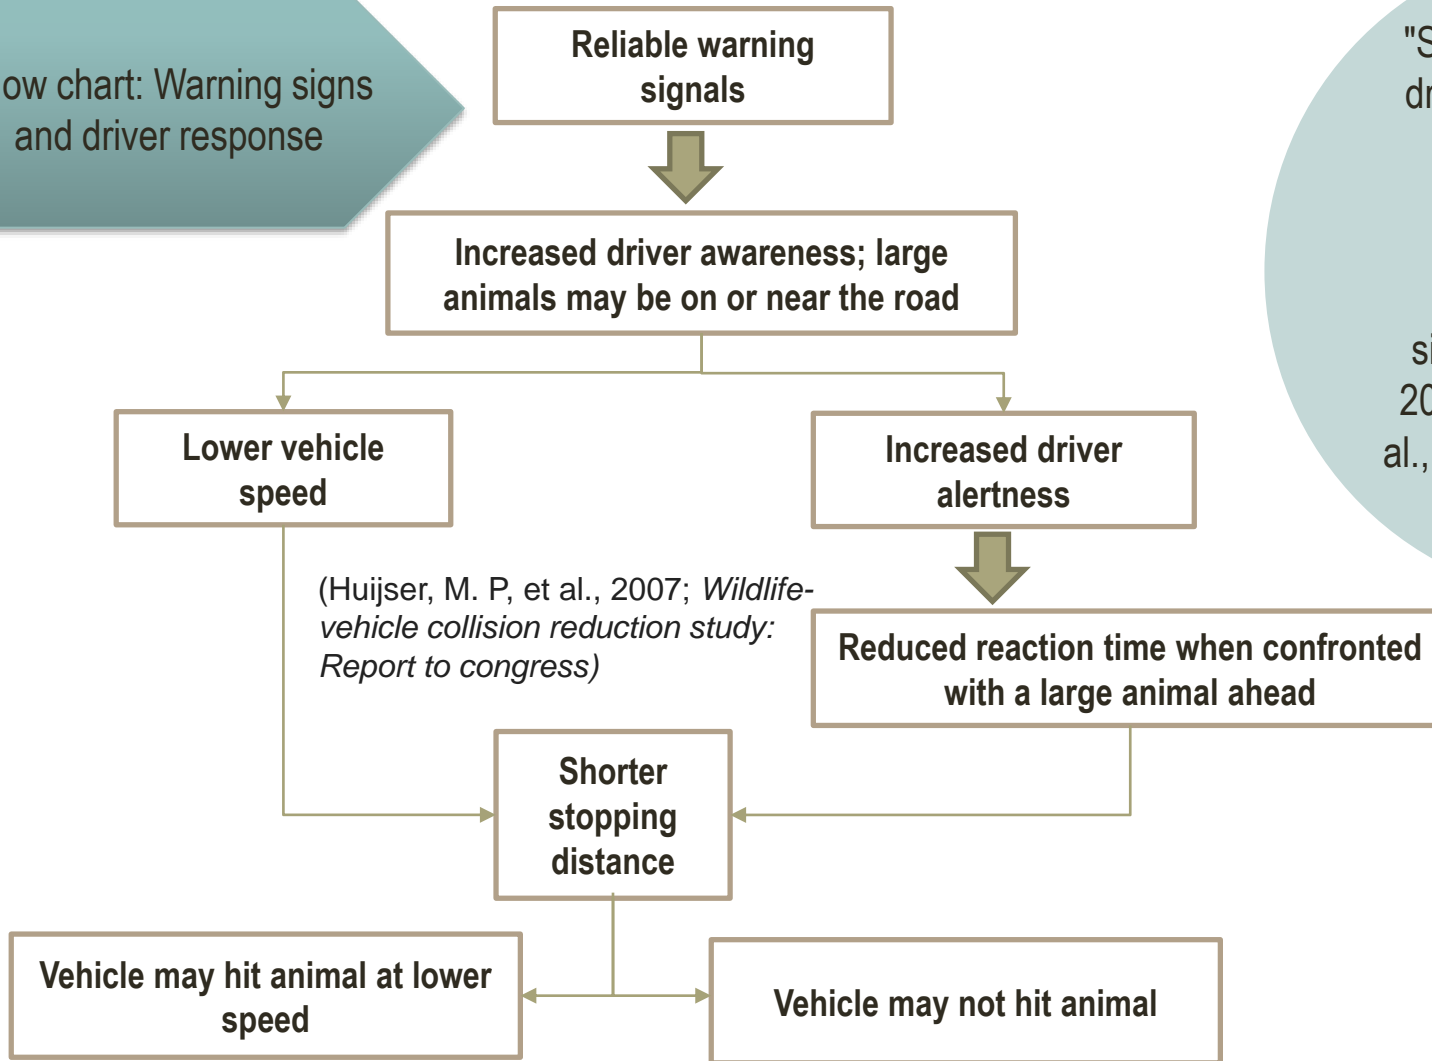 ow chart: Warning signs
and driver response
Reliable warning
signals
Increased driver awareness; large
animals may be on or near the road
Lower vehicle
speed
Increased driver
alertness
(Huijser, M. P, et al., 2007; Wildlife-
vehicle collision reduction study:
Report to congress)
Reduced reaction time when confronted
with a large animal ahead
Shorter
stopping
distance
Vehicle may hit animal at lower
speed
Vehicle may not hit animal
"S
dr
si
20
al.,